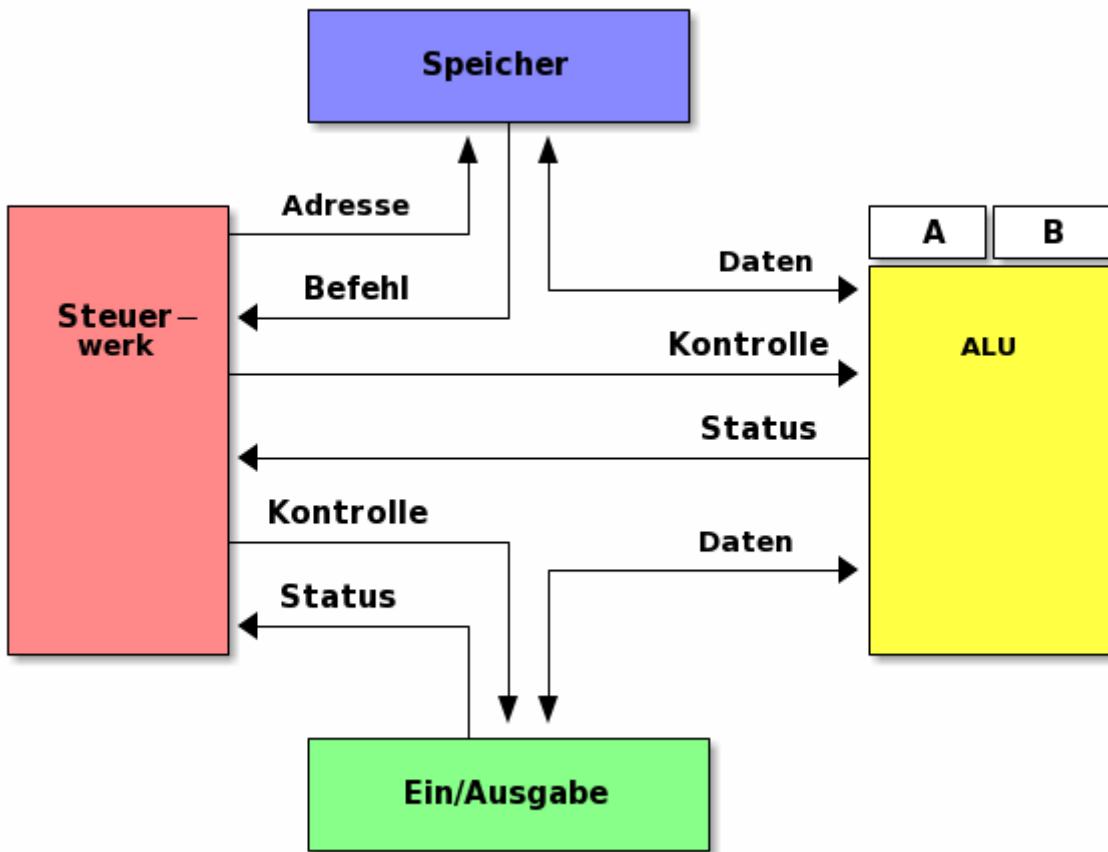 Speicher
Adresse
A
B
Daten
Befehl
Steuer-
werk
Kontrolle
ALU
Status
Kontrolle
Daten
Status
Ein/Ausgabe